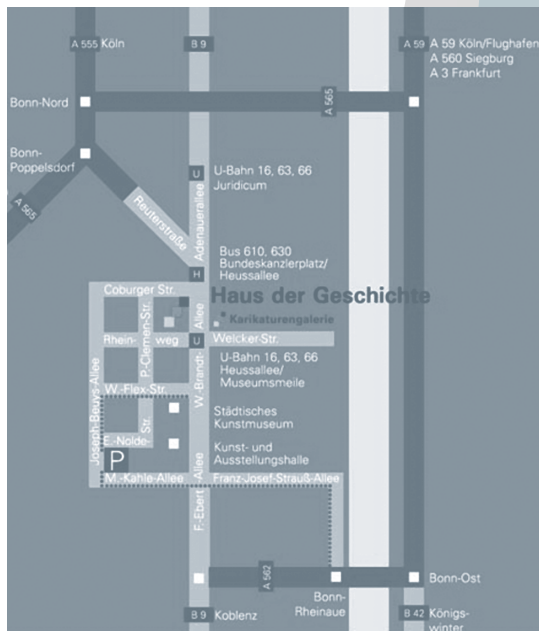 A 555 Köln
B 9
A 59 A 59 Köln/Flughafen
A 560 Siegburg
A 3 Frankfurt
Bonn-Nord
A 565
Bonn-
Poppelsdorf
U
U-Bahn 16, 63, 66
Juridicum
A 565
Reuterstraße
Adenauerallee
Bus 610, 630
Bundeskanzlerplatz/
Heussallee
H
Coburger Str.
Haus der Geschichte
Karikaturengalerie
P.-Clemen-Str.
W.-Brandt- Allee
Rhein- weg
U
Welcker-Str.
U-Bahn 16, 63, 66
Heussallee/
Museumsmeile
Joseph-Beuys-Allee
W.-Flex-Str.
Städtisches
Kunstmuseum
E.-Nolde- Str.
Kunst- und
Ausstellungshalle
P
M.-Kahle-Allee
Franz-Josef-Strauß-Allee
F.-Ebert- Allee
A 562
Bonn-Ost
Bonn-
Rheinaue
B 9 Koblenz
B 42 Königs-
winter